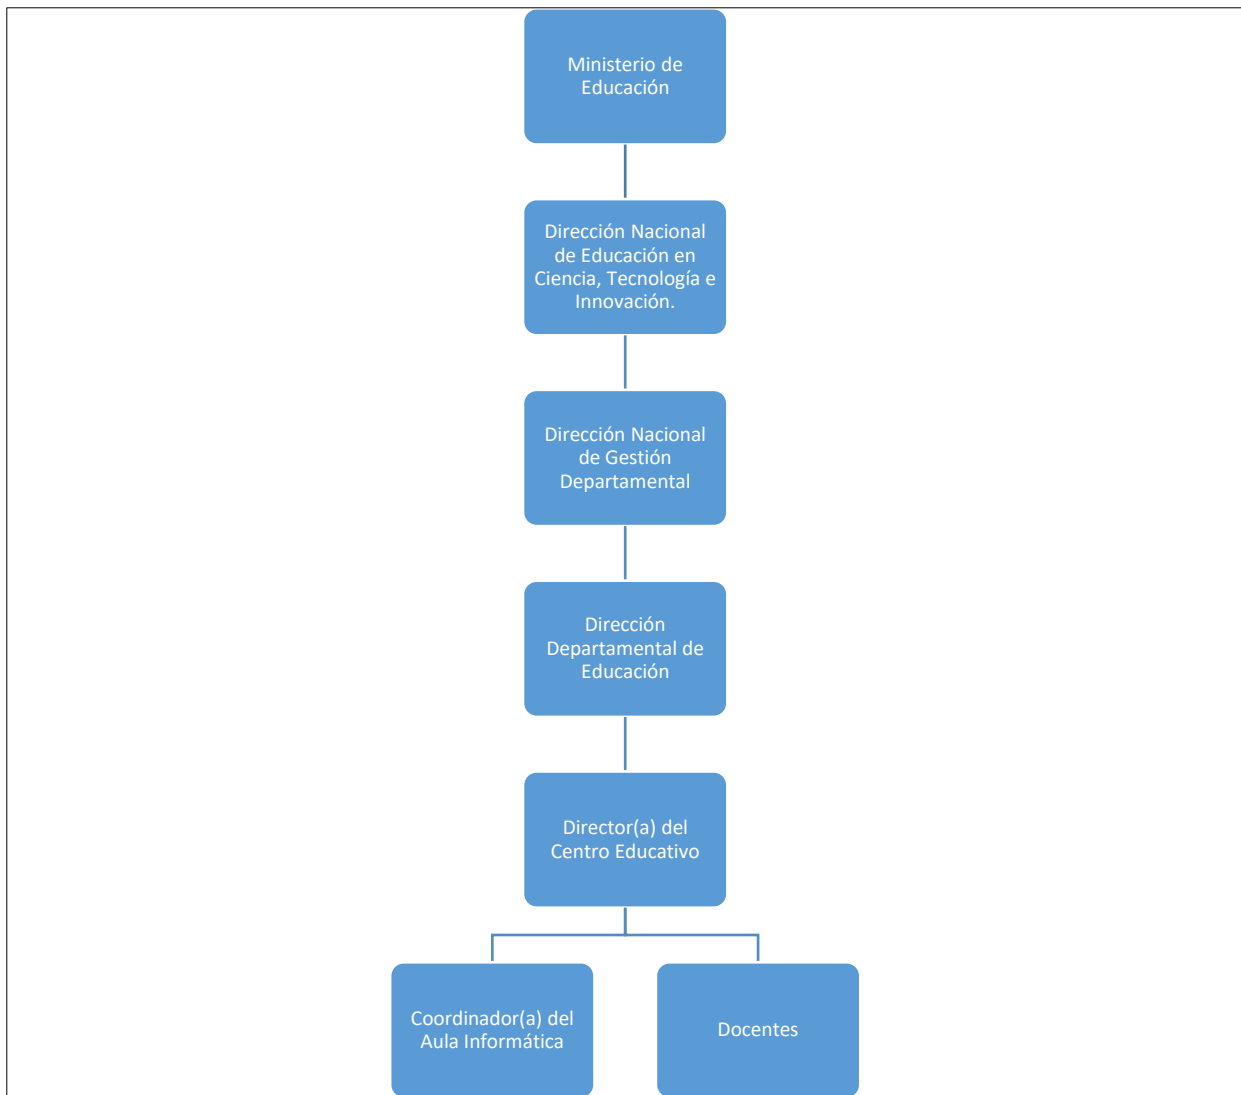 Ministerio de
Educación
Dirección Nacional
de Educación en
Ciencia, Tecnología e
Innovación.
Dirección Nacional
de Gestión
Departamental
Dirección
Departamental de
Educación
Director(a) del
Centro Educativo
Coordinador(a) del
Aula Informática
Docentes